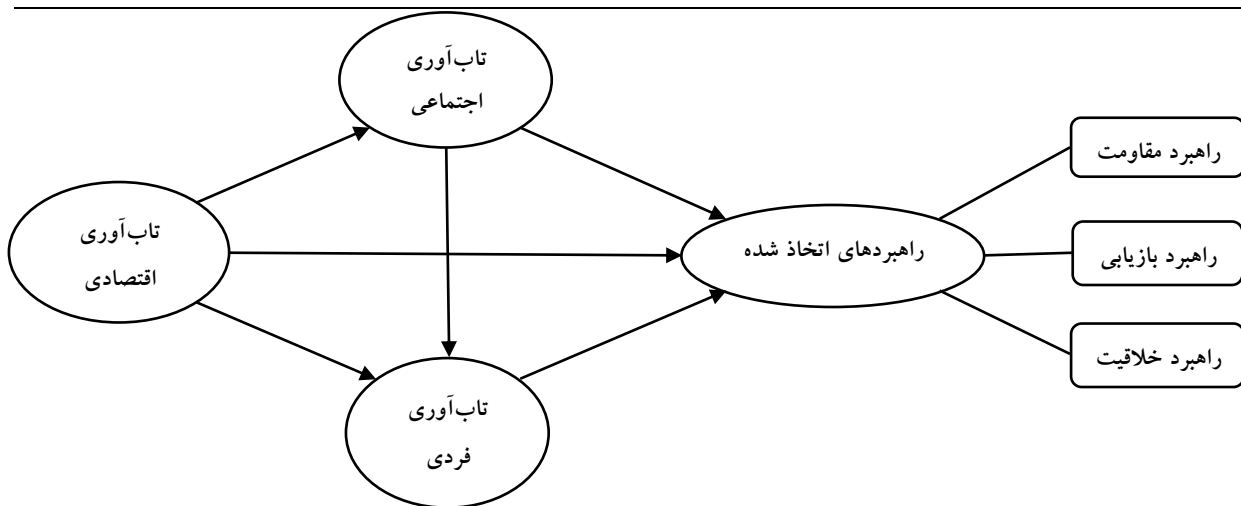 تاب‌آوری
اجتماعی
تاب‌آوری
اقتصادی
تاب‌آوری
فردی
راهبردهای اتخاذ شده
راهبرد مقاومت
راهبرد بازیابی
راهبرد خلاقیت